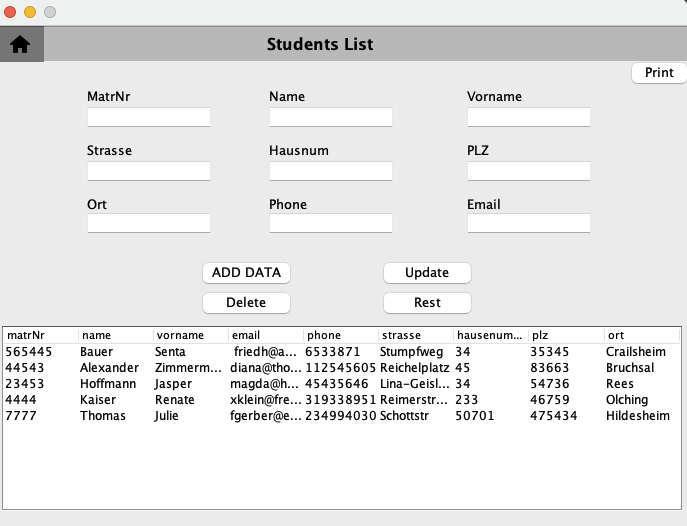 Students List
Print
MatrNr Name Vorname
Strasse Hausnum PLZ
Ort Phone Email
ADD DATA Update
Delete Rest
matrNr name vorname email phone strasse hausenum... plz ort
565445 Bauer Senta friedh@a... 6533871 Stumpfweg 34 35345 Crailsheim
44543 Alexander Zimmerm... diana@tho... 112545605 Reichelplatz 45 83663 Bruchsal
23453 Hoffmann Jasper magda@h... 45435646 Lina-Geisl... 34 54736 Rees
4444 Kaiser Renate xklein@fre... 319338951 Reimerstr... 233 46759 Olching
7777 Thomas Julie fgerber@e... 234994030 Schottstr 50701 475434 Hildesheim